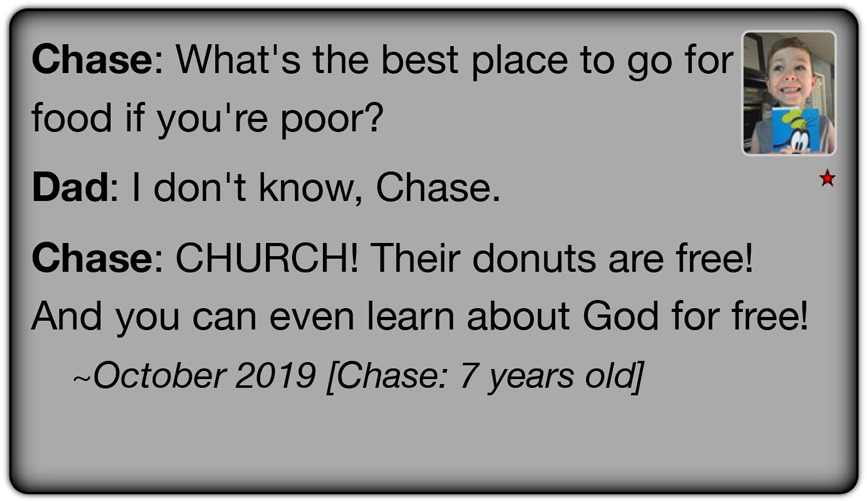 Chase: What's the best place to go for
food if you're poor?
Dad: I don't know, Chase.
Chase: CHURCH! Their donuts are free!
And you can even learn about God for free!
~October 2019 [Chase: 7 years old]